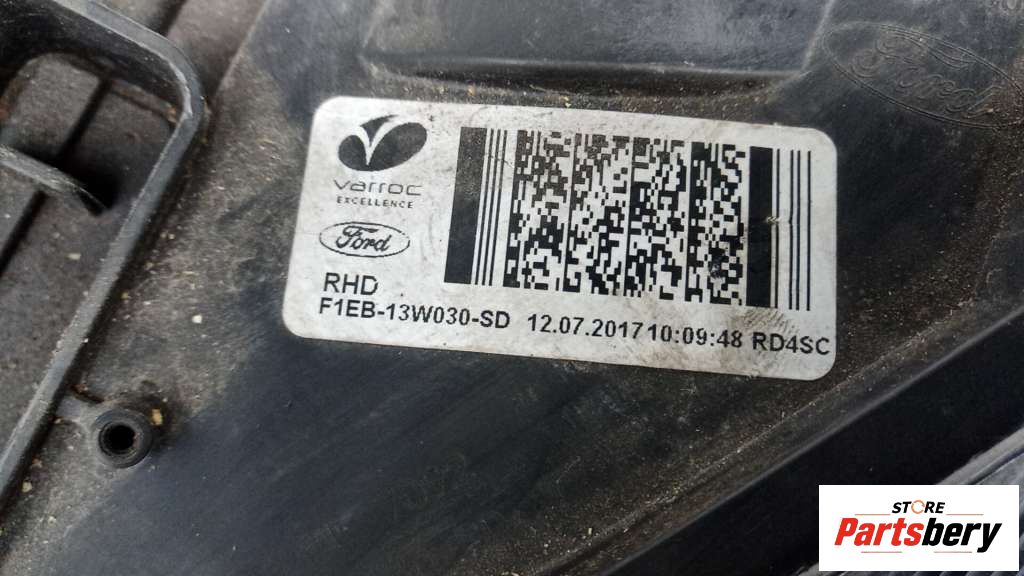 Ford
varroc
EXCELLENCE
Ford
RHD
F1EB-13W030-SD 12.07.2017 10:09:48 RD4SC
STORE
Partsbery